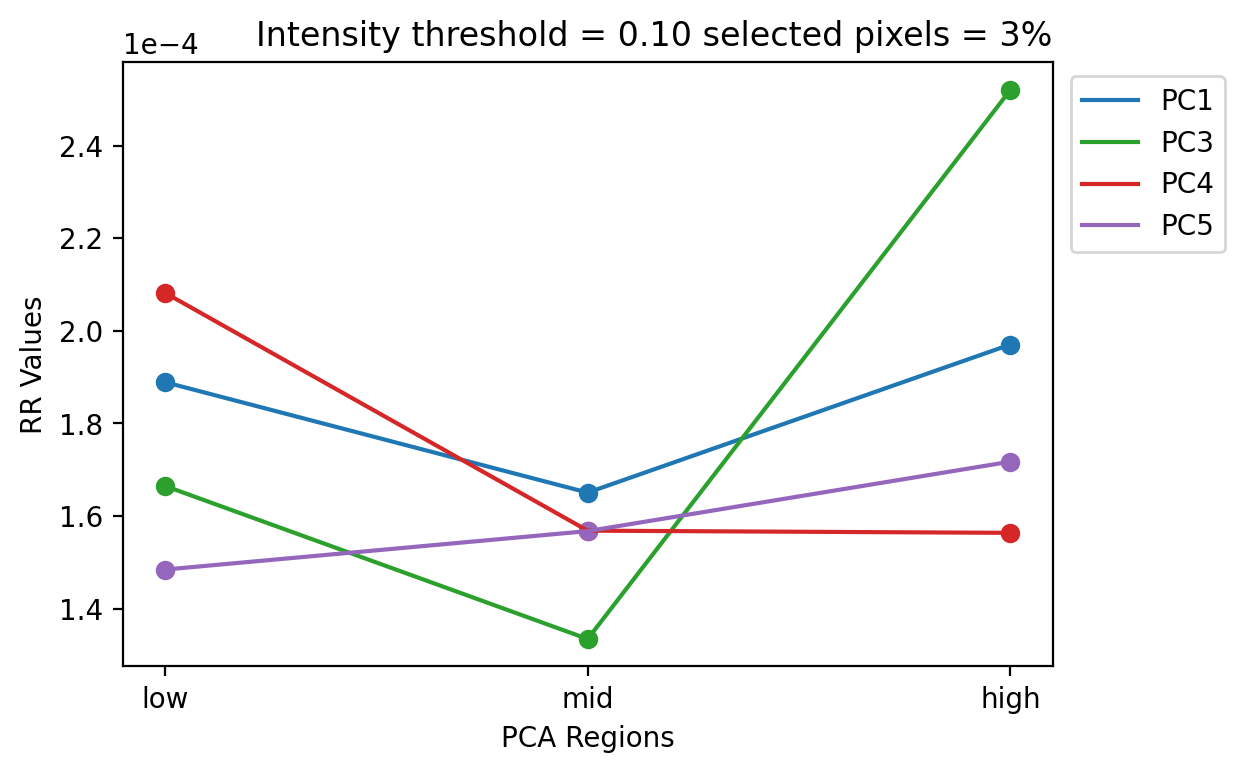 Intensity threshold = 0.10 selected pixels = 3%
1e−4
2.4
2.2
2.0
1.8
1.6
1.4
RR Values
low
mid
high
PCA Regions
PC1
PC3
PC4
PC5